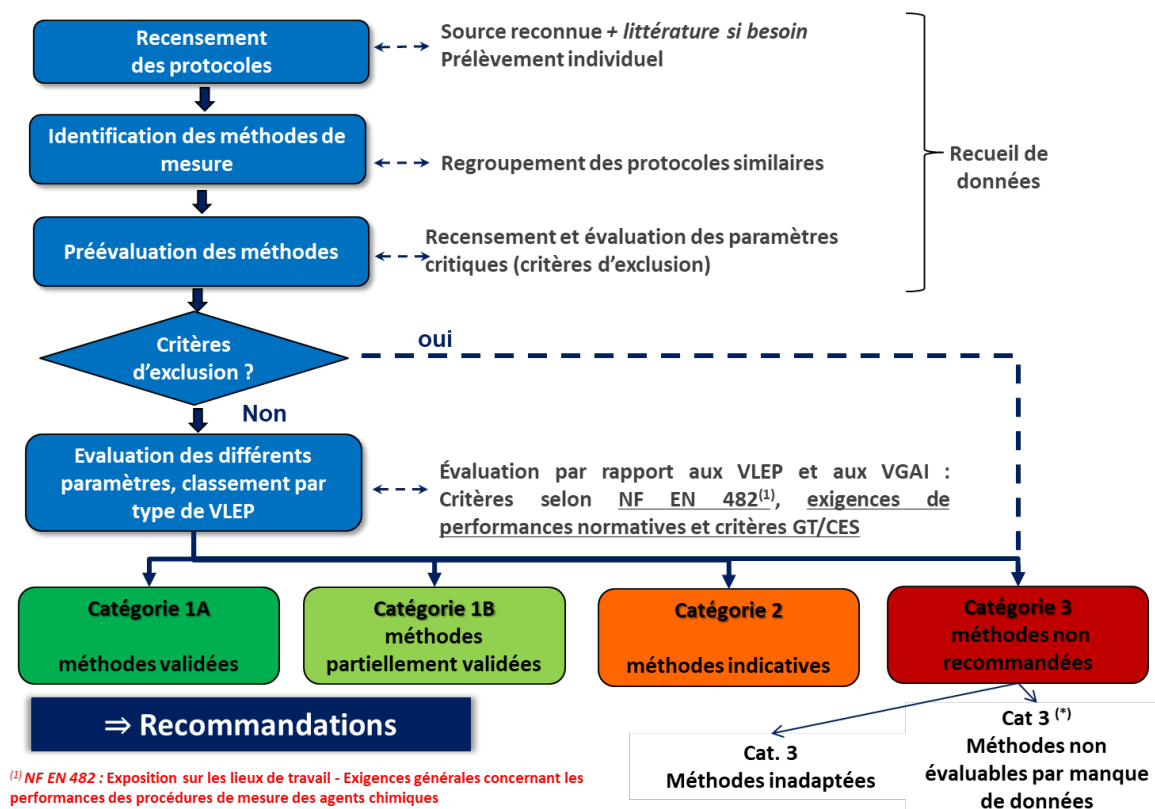 Recensement
des protocoles
Source reconnue + littérature si besoin
Prélèvement individuel
Identification des méthodes de
mesure
Regroupement des protocoles similaires
Recueil de
données
Préévaluation des méthodes
Recensement et évaluation des paramètres
critiques (critères d’exclusion)
Critères
d’exclusion ?
oui
Non
Evaluation des différents
paramètres, classement par
type de VLEP
Évaluation par rapport aux VLEP et aux VGAI :
Critères selon NF EN 482(1), exigences de
performances normatives et critères GT/CES
Catégorie 1A
méthodes validées
Catégorie 1B
méthodes
partiellement validées
Catégorie 2
méthodes indicatives
Catégorie 3
méthodes non
recommandées
⇒ Recommandations
Cat. 3
Méthodes inadaptées
Cat 3 (*)
Méthodes non
évaluables par manque
de données
(1) NF EN 482 : Exposition sur les lieux de travail - Exigences générales concernant les
performances des procédures de mesure des agents chimiques